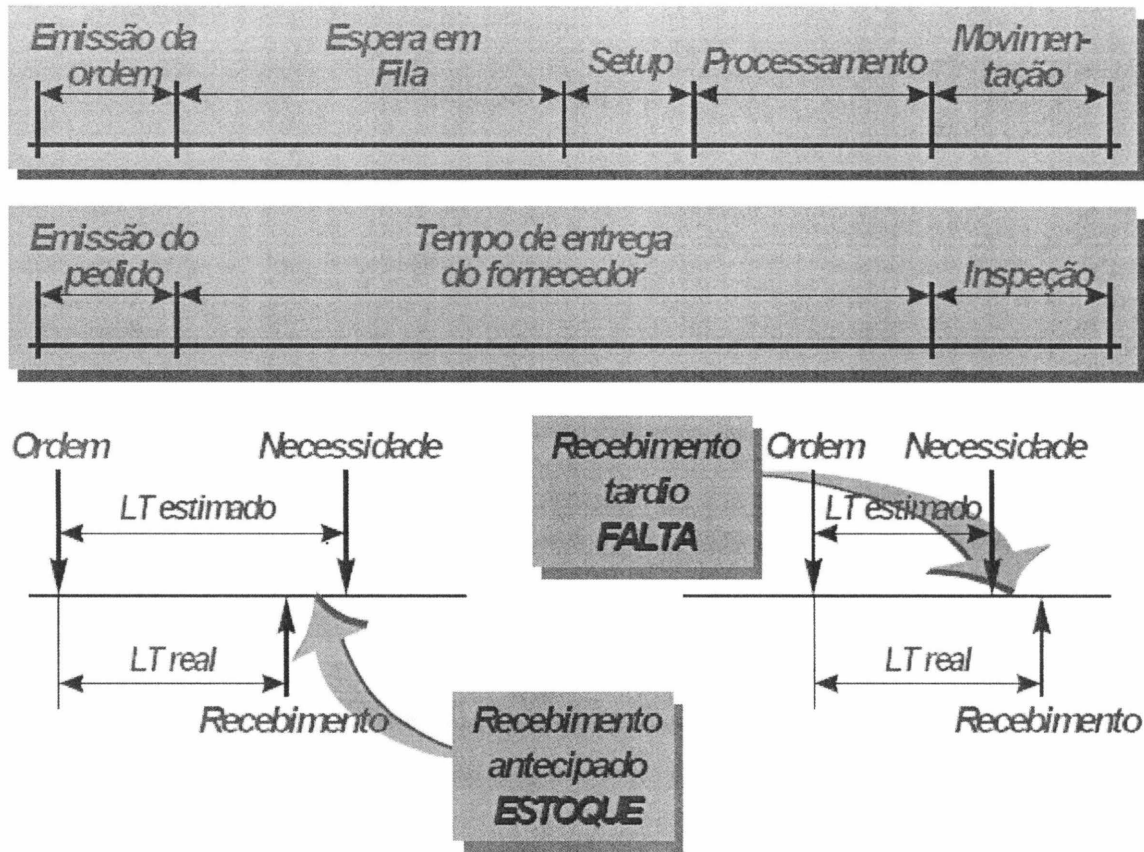 Emissão da
ordem
Espera em
Fila
Setup
Processamento
Movimen-
tação
Emissão do
pedido
Tempo de entrega
do fornecedor
Inspeção
Ordem
Necessidade
LT estimado
LT real
Recebimento
Recebimento
antecipado
ESTOQUE
Recebimento
tardio
FALTA
Ordem
Necessidade
LT estimado
LT real
Recebimento